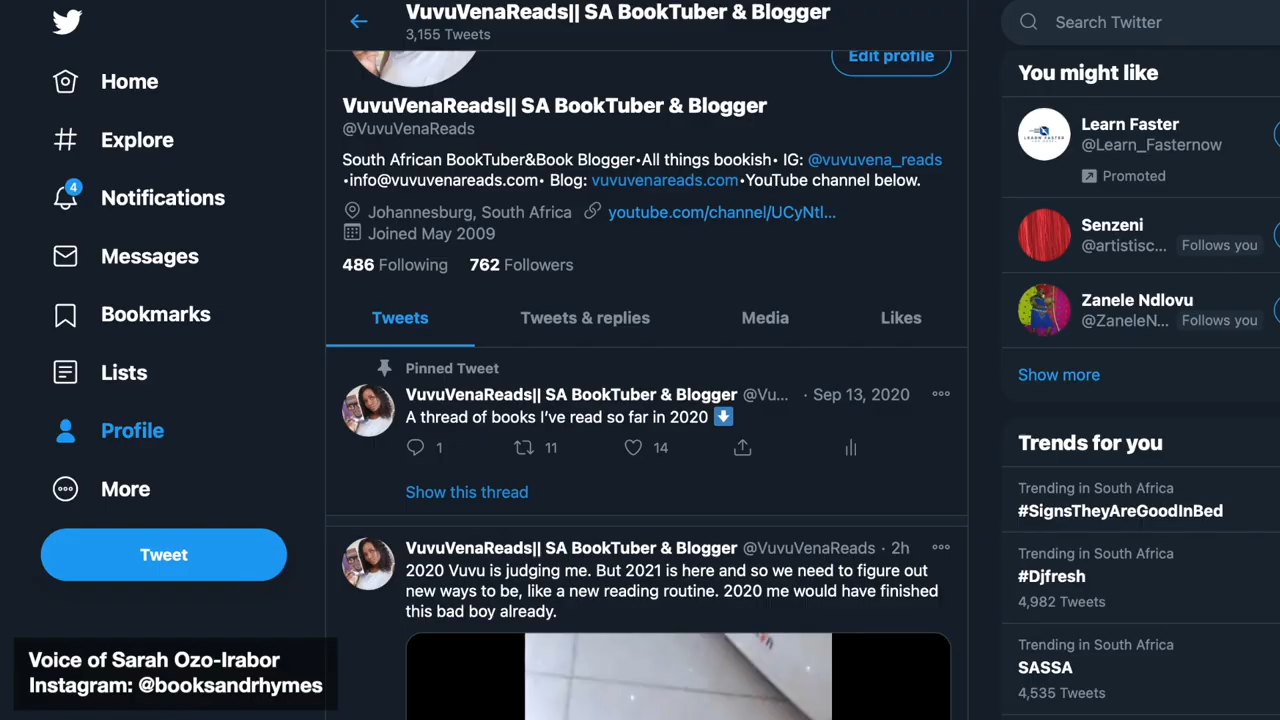 Home
Explore
4
Notifications
Messages
Bookmarks
Lists
Profile
More
Tweet
Voice of Sarah Ozo-Irabor
Instagram: @booksandrhymes
VuvuVenaReads|| SA BookTuber & Blogger
3,155 Tweets
Edit profile
VuvuVenaReads|| SA BookTuber & Blogger
@VuvuVenaReads
South African BookTuber&Book Blogger•All things bookish• IG: @vuvuvena_reads
•info@vuvuvenareads.com• Blog: vuvuvenareads.com•YouTube channel below.
Johannesburg, South Africa youtube.com/channel/UCyNtl...
Joined May 2009
486 Following 762 Followers
Tweets Tweets & replies Media Likes
Pinned Tweet
VuvuVenaReads|| SA BookTuber & Blogger @Vu... · Sep 13, 2020
A thread of books I've read so far in 2020
1 11 14
Show this thread
VuvuVenaReads|| SA BookTuber & Blogger @VuvuVenaReads · 2h
2020 Vuvu is judging me. But 2021 is here and so we need to figure out
new ways to be, like a new reading routine. 2020 me would have finished
this bad boy already.
Search Twitter
You might like
LEARN FASTER
Learn Faster
@Learn_Fasternow
Promoted
Senzeni
@artistisc... Follows you
Zanele Ndlovu
@ZaneleN... Follows you
Show more
Trends for you
Trending in South Africa
#SignsTheyAreGoodInBed
Trending in South Africa
#Djfresh
4,982 Tweets
Trending in South Africa
SASSA
4,535 Tweets